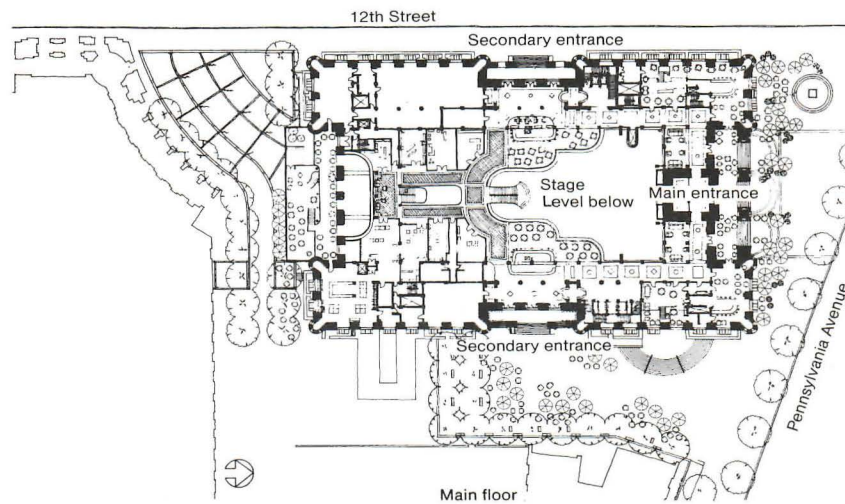 12th Street
Secondary entrance
Stage
Level below
Main entrance
Secondary entrance
Pennsylvania Avenue
Main floor